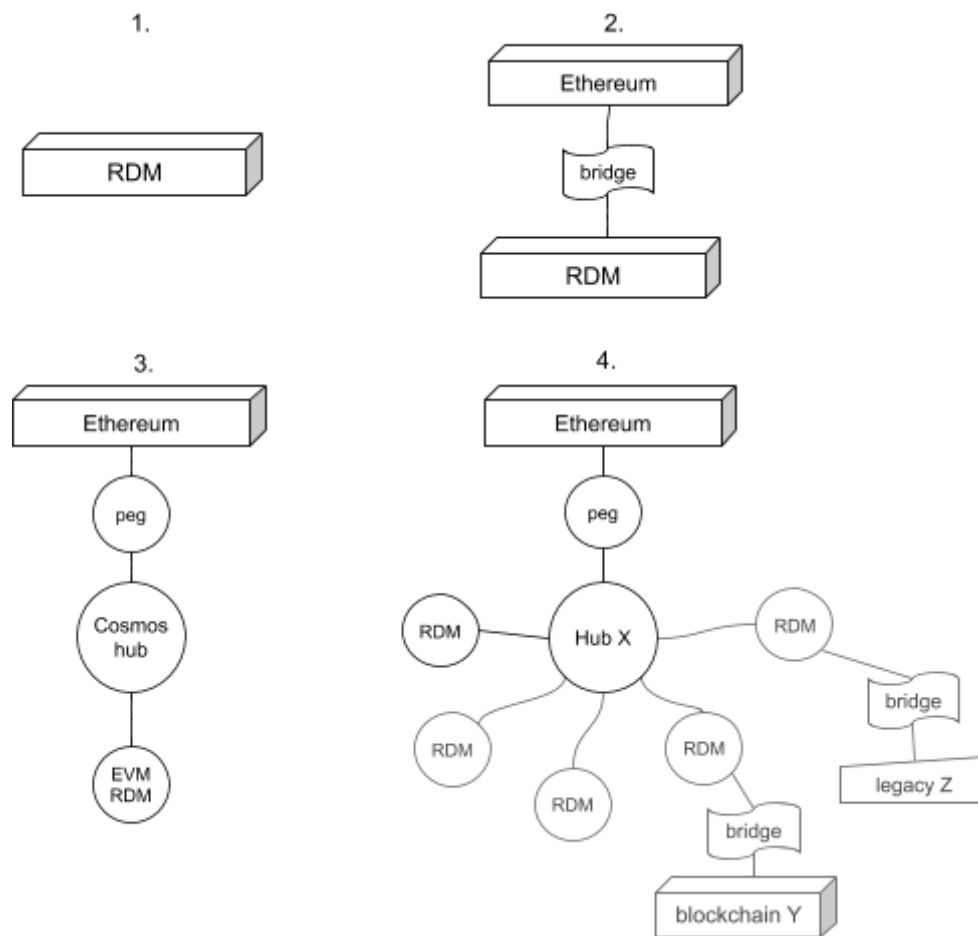 1.
RDM
2.
Ethereum
bridge
RDM
3.
Ethereum
peg
Cosmos
hub
EVM
RDM
4.
Ethereum
peg
Hub X
RDM
RDM
RDM
RDM
RDM
bridge
legacy Z
bridge
blockchain Y